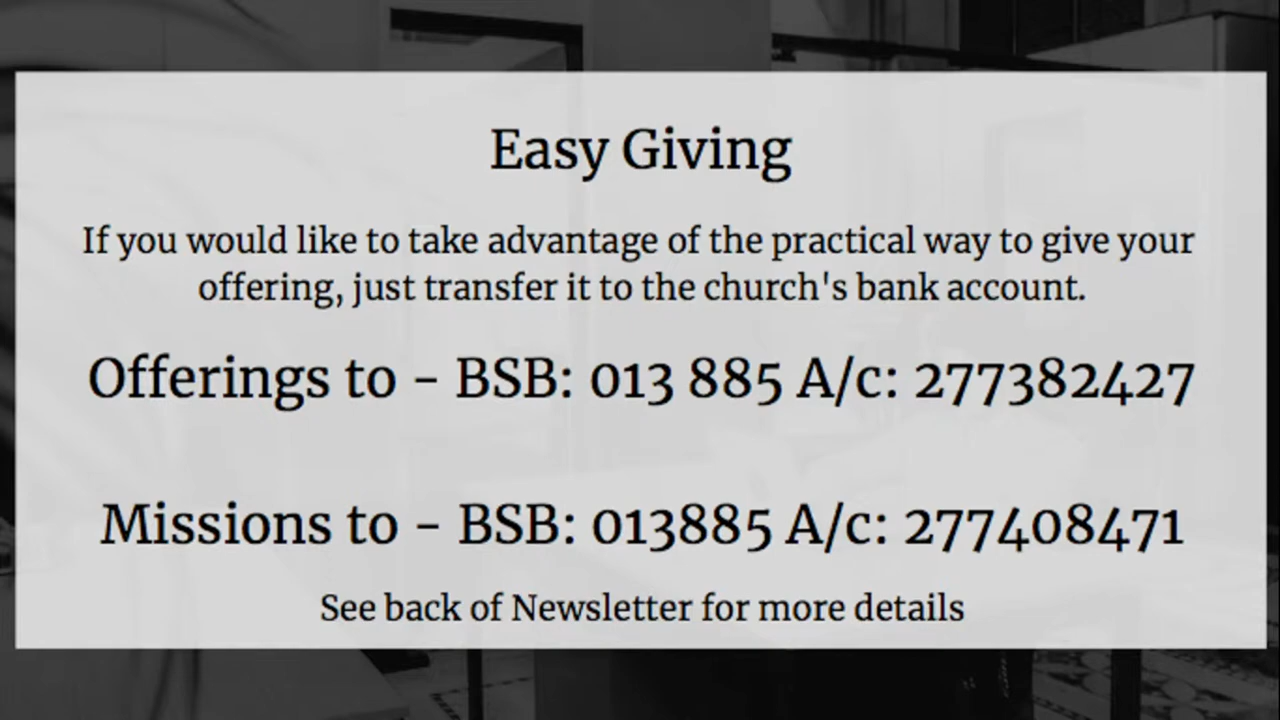 Easy Giving
If you would like to take advantage of the practical way to give your
offering, just transfer it to the church's bank account.
Offerings to - BSB: 013 885 A/c: 277382427
Missions to - BSB: 013885 A/c: 277408471
See back of Newsletter for more details